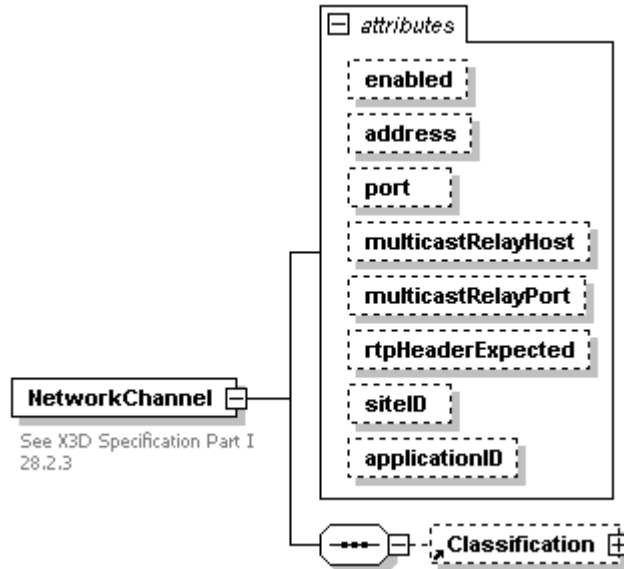 attributes
enabled
address
port
multicastRelayHost
multicastRelayPort
rtpHeaderExpected
siteID
applicationID
NetworkChannel
See X3D Specification Part I
28.2.3
Classification